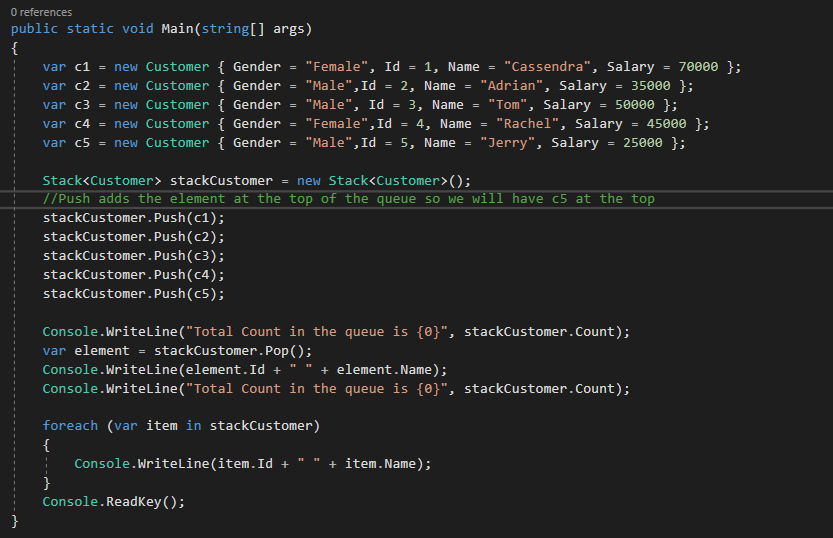 0 references
public static void Main(string[] args)
{
    var c1 = new Customer { Gender = "Female", Id = 1, Name = "Cassendra", Salary = 70000 };
    var c2 = new Customer { Gender = "Male",Id = 2, Name = "Adrian", Salary = 35000 };
    var c3 = new Customer { Gender = "Male", Id = 3, Name = "Tom", Salary = 50000 };
    var c4 = new Customer { Gender = "Female",Id = 4, Name = "Rachel", Salary = 45000 };
    var c5 = new Customer { Gender = "Male",Id = 5, Name = "Jerry", Salary = 25000 };

    Stack<Customer> stackCustomer = new Stack<Customer>();
    //Push adds the element at the top of the queue so we will have c5 at the top
    stackCustomer.Push(c1);
    stackCustomer.Push(c2);
    stackCustomer.Push(c3);
    stackCustomer.Push(c4);
    stackCustomer.Push(c5);

    Console.WriteLine("Total Count in the queue is {0}", stackCustomer.Count);
    var element = stackCustomer.Pop();
    Console.WriteLine(element.Id + " " + element.Name);
    Console.WriteLine("Total Count in the queue is {0}", stackCustomer.Count);

    foreach (var item in stackCustomer)
    {
        Console.WriteLine(item.Id + " " + item.Name);
    }
    Console.ReadKey();
}